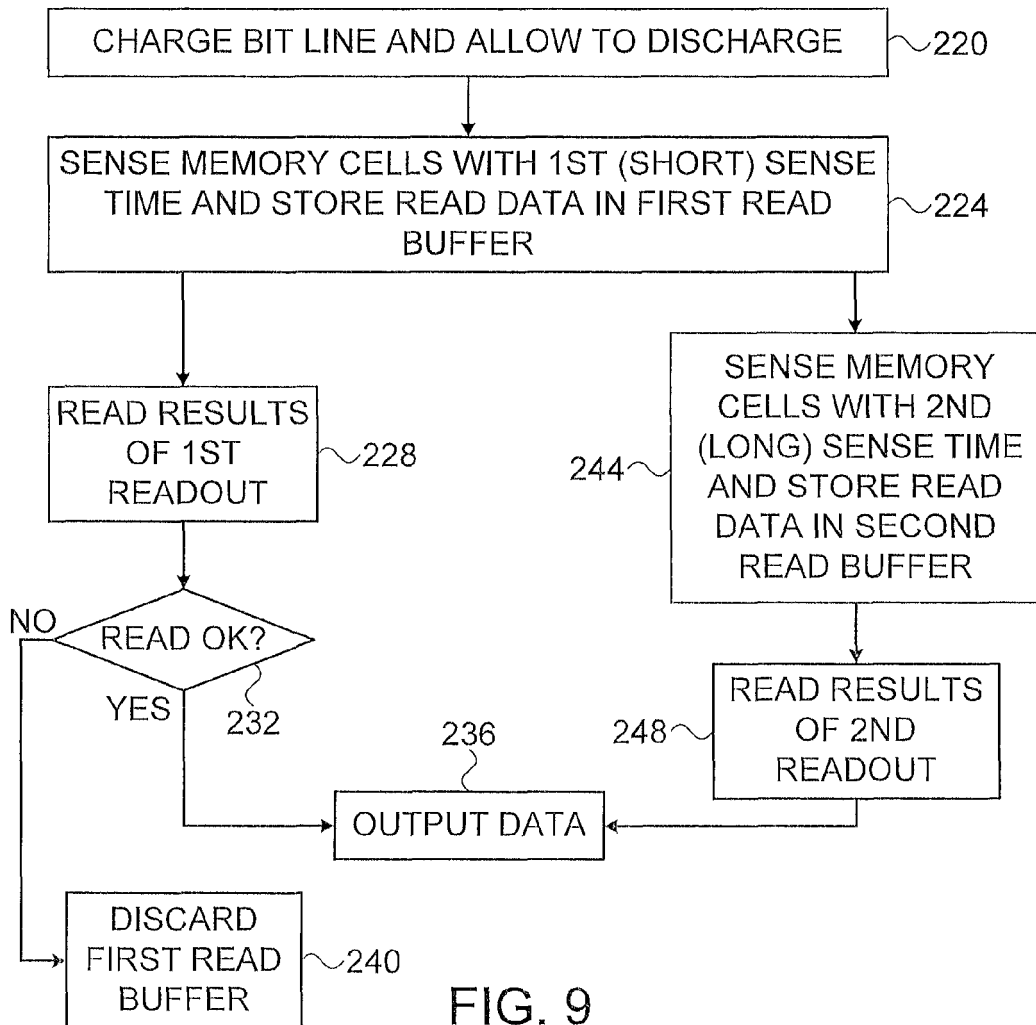 CHARGE BIT LINE AND ALLOW TO DISCHARGE
220
SENSE MEMORY CELLS WITH 1ST (SHORT) SENSE
TIME AND STORE READ DATA IN FIRST READ
BUFFER
224
READ RESULTS
OF 1ST
READOUT
228
SENSE MEMORY
CELLS WITH 2ND
(LONG) SENSE TIME
AND STORE READ
DATA IN SECOND
READ BUFFER
244
NO
READ OK?
YES
232
READ RESULTS
OF 2ND
READOUT
248
236
OUTPUT DATA
DISCARD
FIRST READ
BUFFER
240
FIG. 9